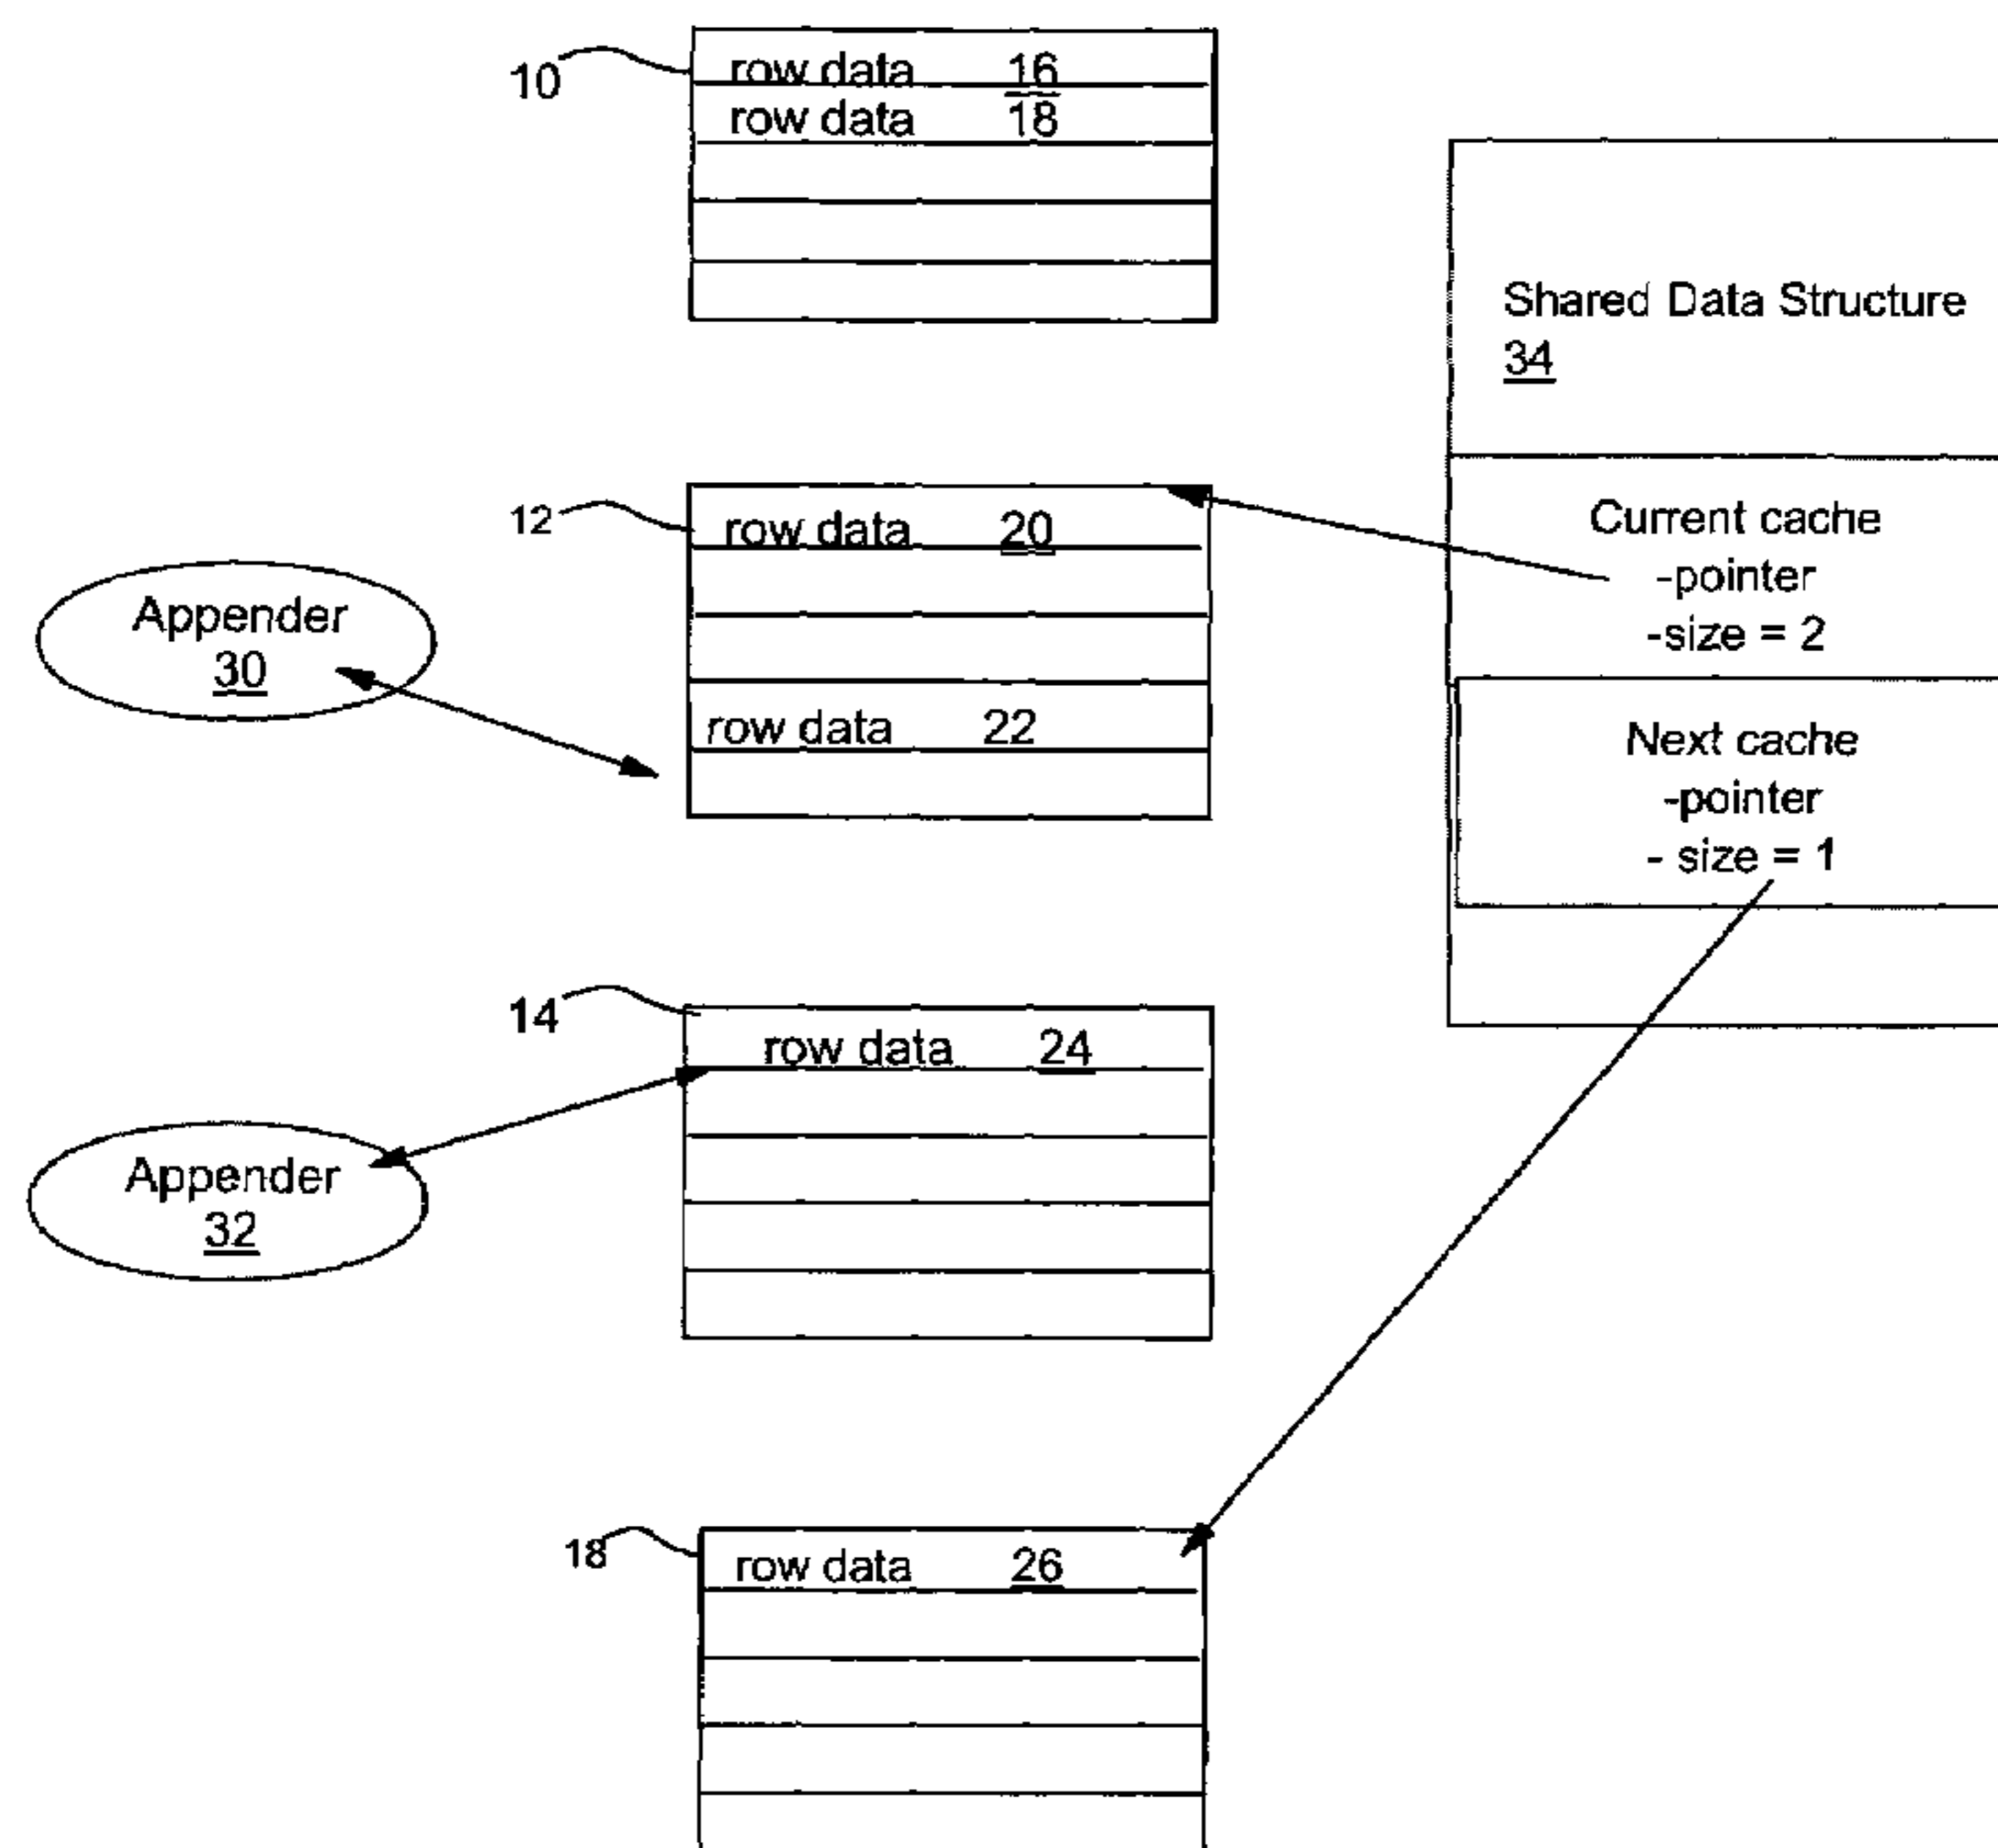 10
row data 16
row data 18
Shared Data Structure
34
12
row data 20
Current cache
-pointer
-size = 2
Appender
30
row data 22
Next cache
-pointer
- size = 1
14
row data 24
Appender
32
18
row data 26